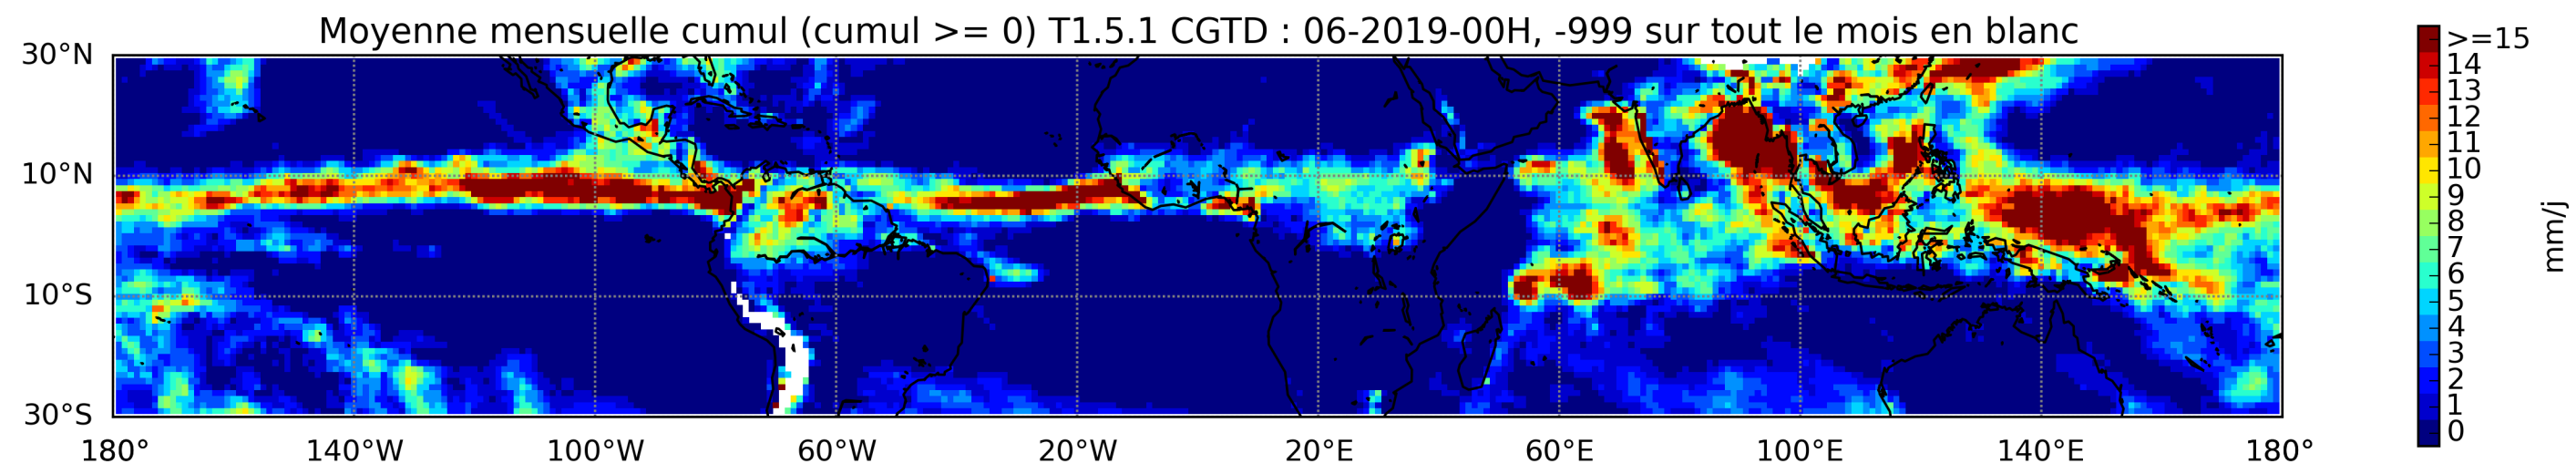 Moyenne mensuelle cumul (cumul >= 0) T1.5.1 CGTD : 06-2019-00H, -999 sur tout le mois en blanc
30°N
10°N
10°S
30°S
180° 140°W 100°W 60°W 20°W 20°E 60°E 100°E 140°E 180°
>=15
14
13
12
11
10
9
8
7
6
5
4
3
2
1
0
mm/j